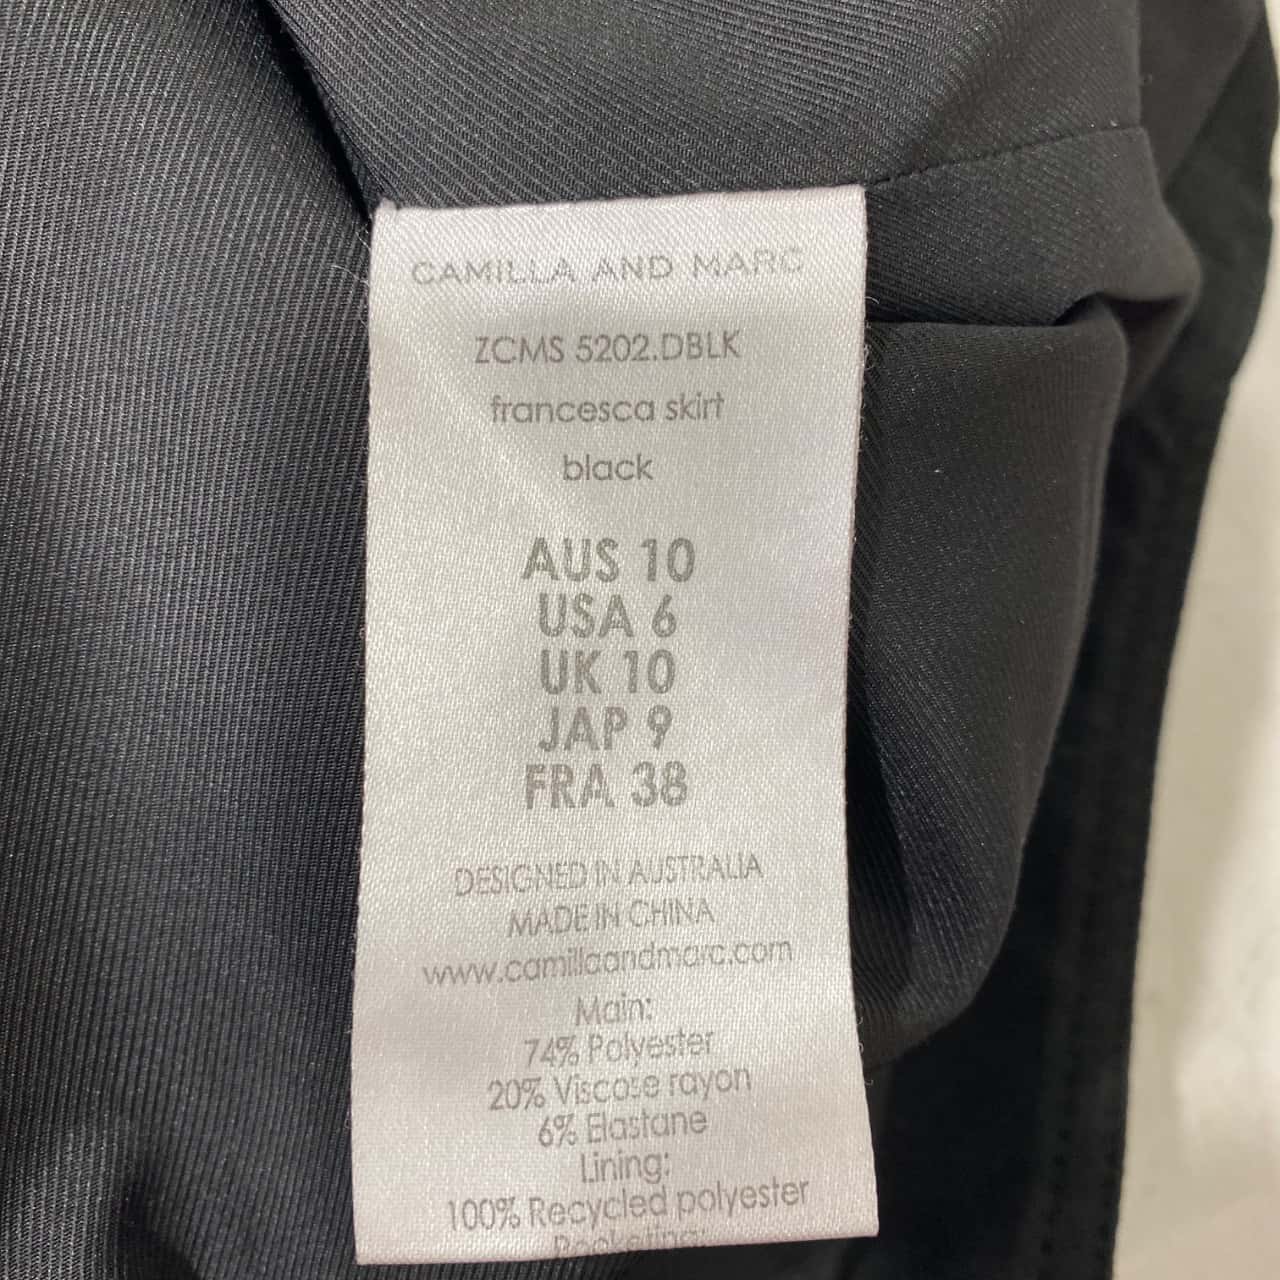 CAMILLA AND MARC
ZCMS 5202.DBLK
francesca skirt
black
AUS 10
USA 6
UK 10
JAP 9
FRA 38
DESIGNED IN AUSTRALIA
MADE IN CHINA
www.camillaandmarc.com
Main:
74% Polyester
20% Viscose rayon
6% Elastane
Lining:
100% Recycled polyester